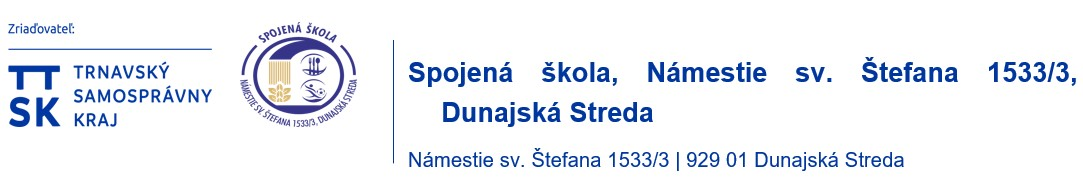 Zriaďovateľ:
TT SK
TRNAVSKÝ
SAMOSPRÁVNY
KRAJ
SPOJENÁ ŠKOLA
NÁMESTIE SV. ŠTEFANA 1533/3, DUNAJSKÁ STREDA
Spojená škola, Námestie sv. Štefana 1533/3,
Dunajská Streda
Námestie sv. Štefana 1533/3 | 929 01 Dunajská Streda